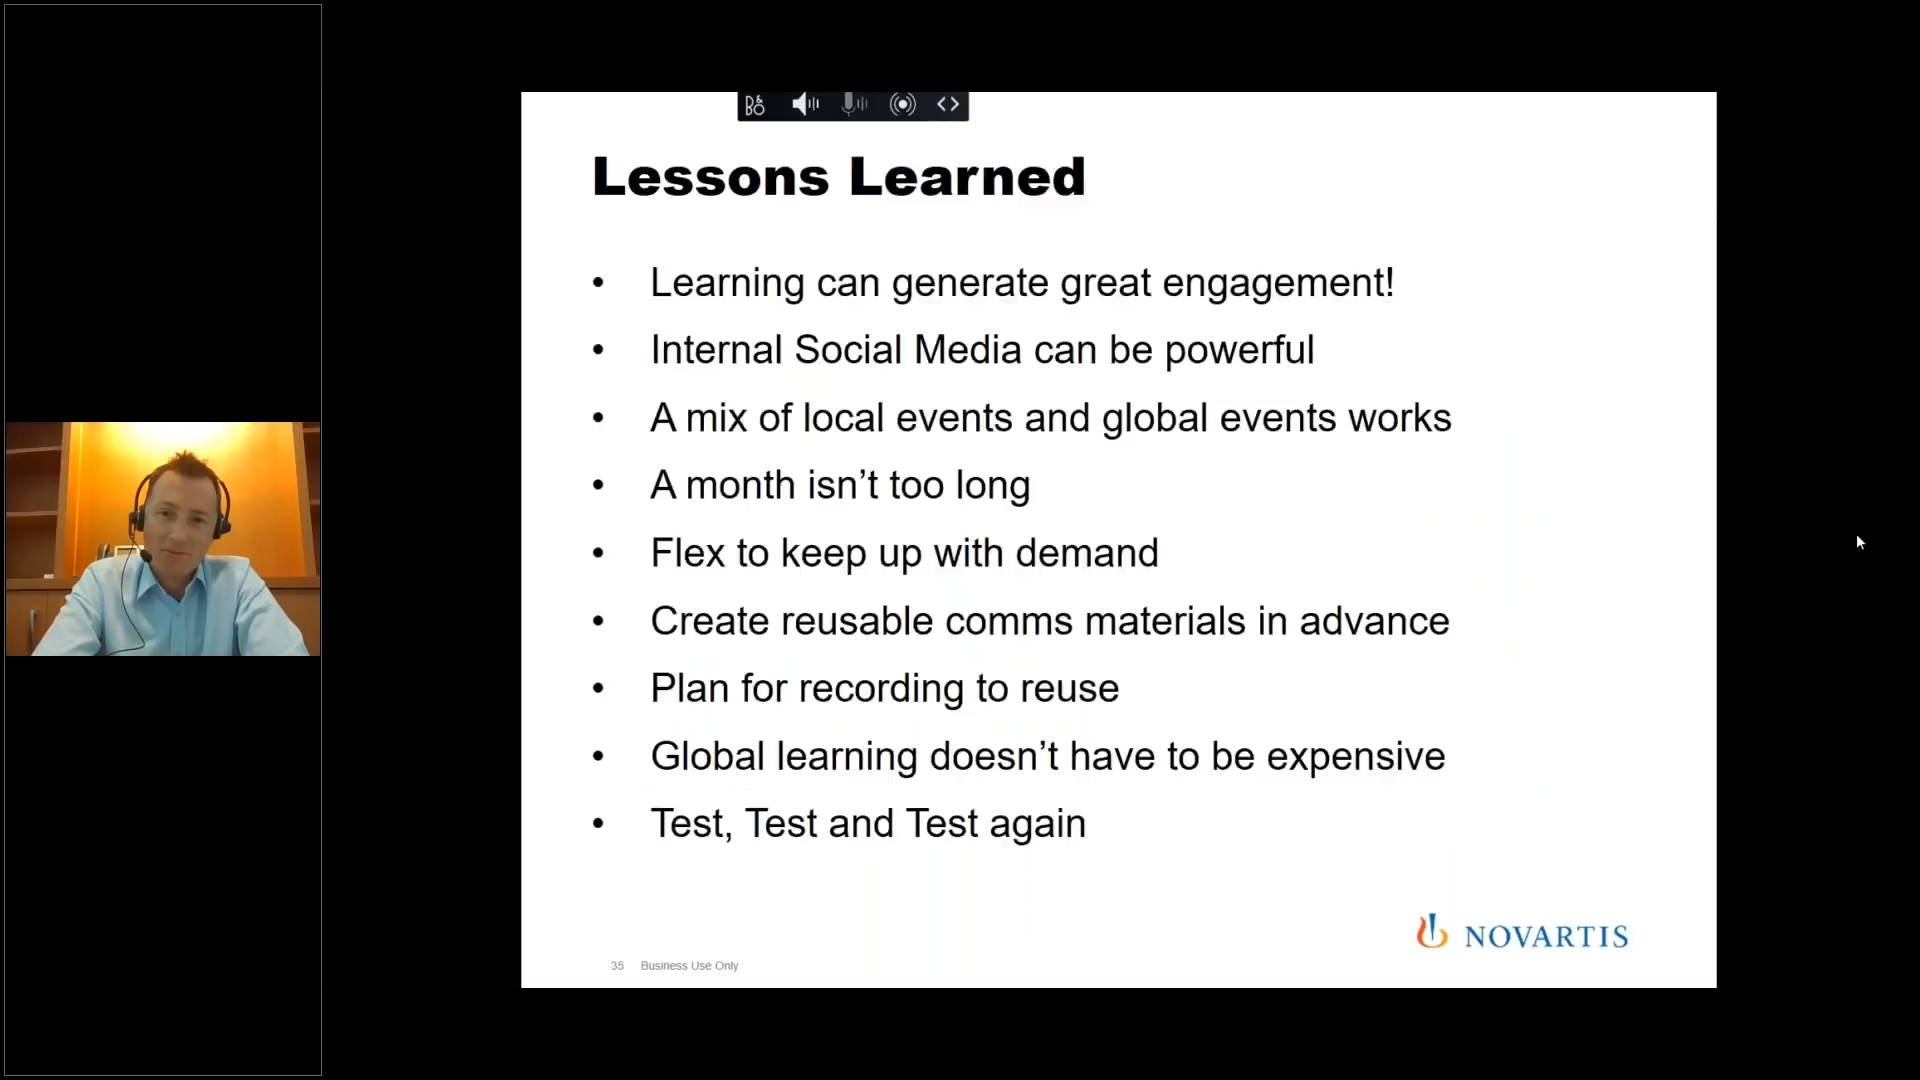 B&O
Lessons Learned
• Learning can generate great engagement!
• Internal Social Media can be powerful
• A mix of local events and global events works
• A month isn’t too long
• Flex to keep up with demand
• Create reusable comms materials in advance
• Plan for recording to reuse
• Global learning doesn’t have to be expensive
• Test, Test and Test again
NOVARTIS
35 Business Use Only